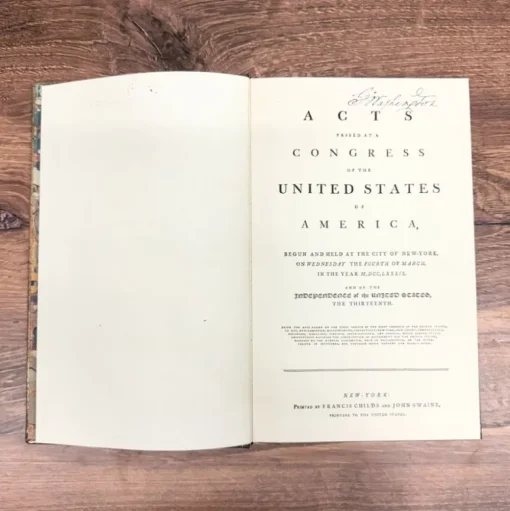 G. Washington
ACTS
PASSED AT A
CONGRESS
OF THE
UNITED STATES
OF
AMERICA,
BEGUN AND HELD AT THE CITY OF NEW-YORK,
ON WEDNESDAY THE FOURTH OF MARCH,
IN THE YEAR M,DCC,LXXXIX.
AND OF THE
INDEPENDENCE of the UNITED STATES,
THE THIRTEENTH.
NEW-YORK:
PRINTED BY FRANCIS CHILDS AND JOHN SWAINE,
PRINTERS TO THE UNITED STATES.